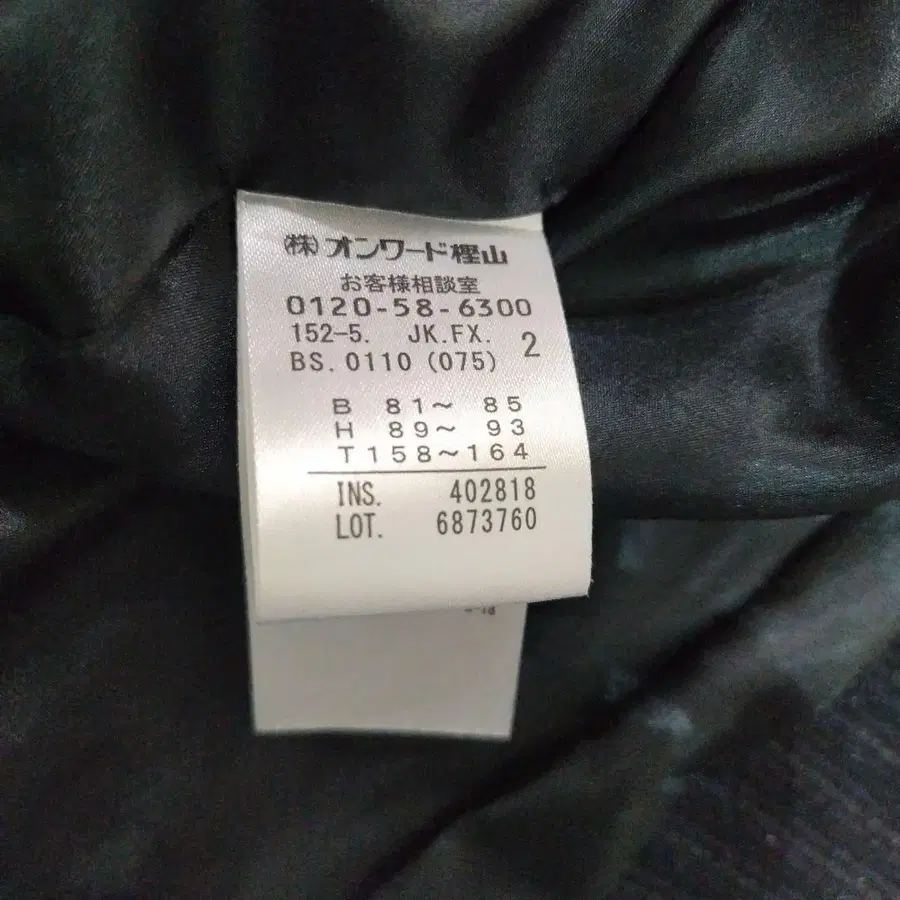 (株)オンワード樫山
お客様相談室
0120-58-6300
152-5. JK.FX. 2
BS.0110 (075)
B 81~ 85
H 89~ 93
T 158~164
INS. 402818
LOT. 6873760